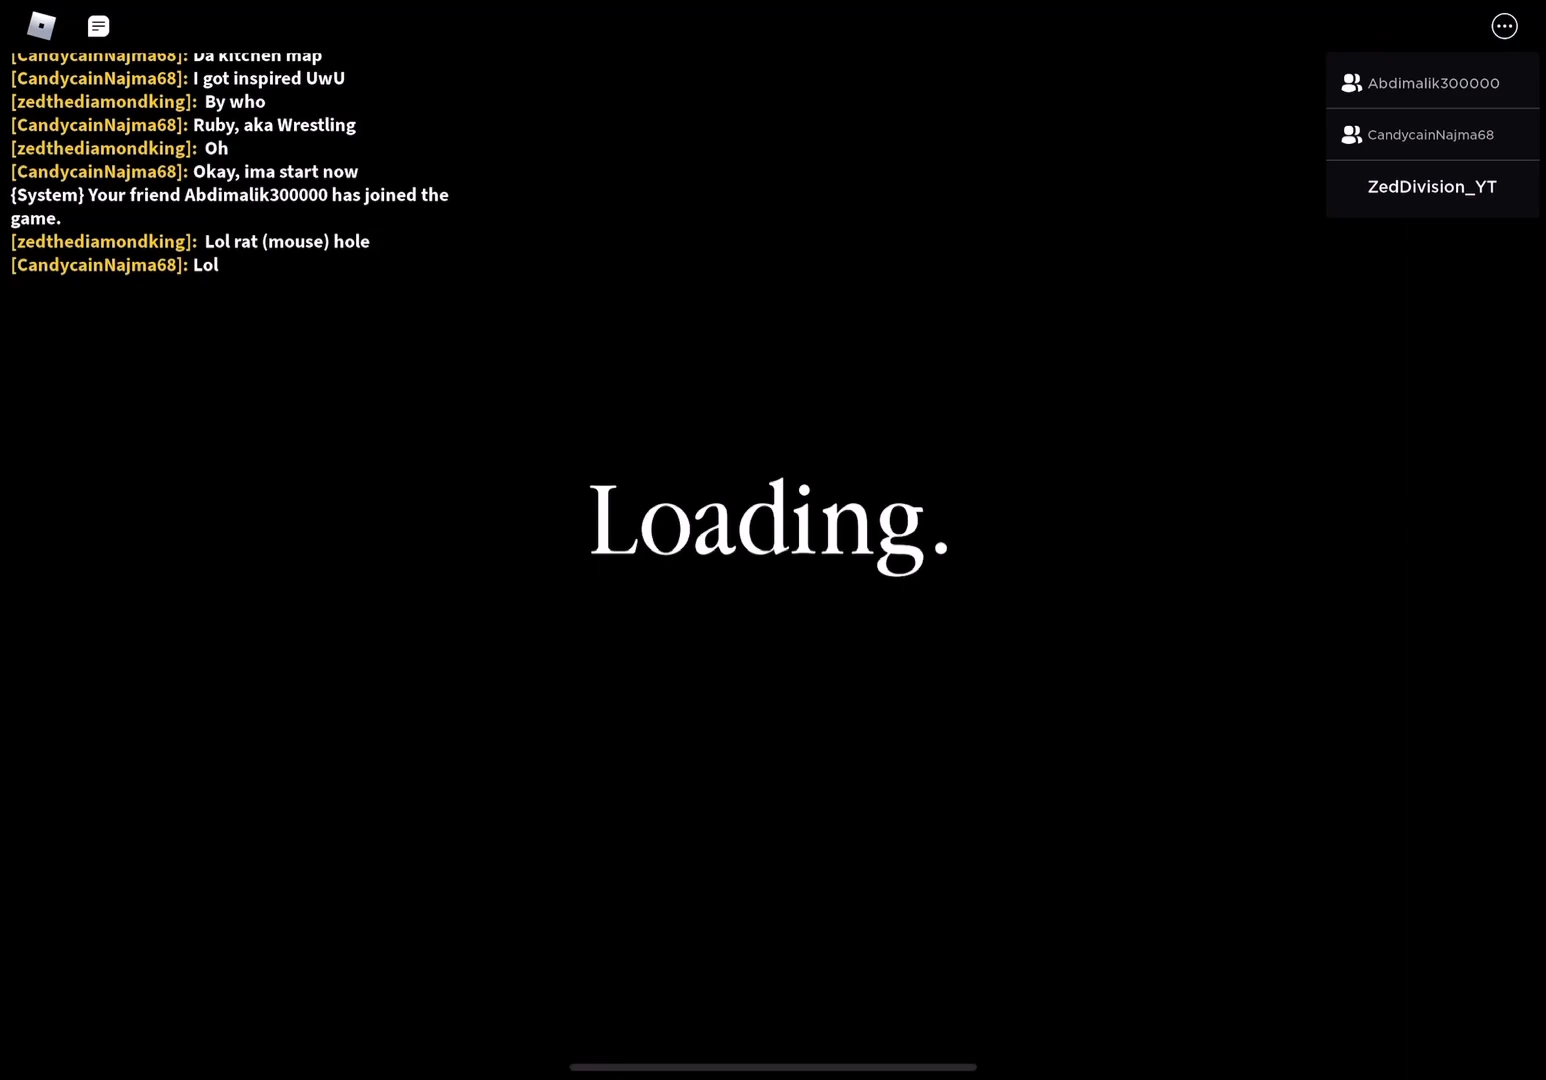 [CandycainNajma68]: Da kitchen map
[CandycainNajma68]: I got inspired UwU
[zedthediamondking]: By who
[CandycainNajma68]: Ruby, aka Wrestling
[zedthediamondking]: Oh
[CandycainNajma68]: Okay, ima start now
{System} Your friend Abdimalik300000 has joined the
game.
[zedthediamondking]: Lol rat (mouse) hole
[CandycainNajma68]: Lol
Abdimalik300000
CandycainNajma68
ZedDivision_YT
Loading.